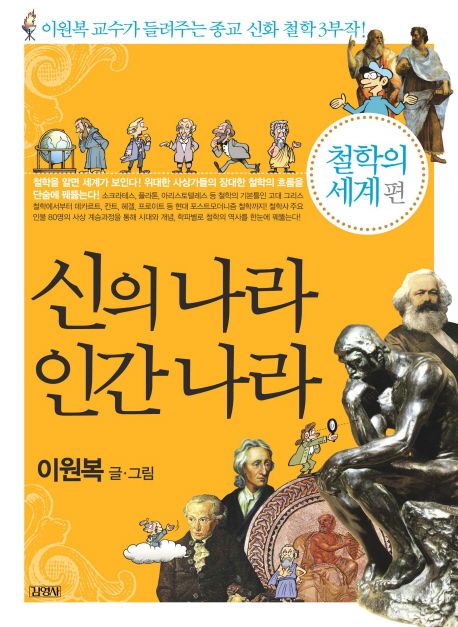 이원복 교수가 들려주는 종교 신화 철학 3부작!
철학의
세계 편
철학을 알면 세계가 보인다! 위대한 사상가들의 장대한 철학의 흐름을
단숨에 꿰뚫는다! 소크라테스, 플라톤, 아리스토텔레스 등 철학의 기본틀인 고대 그리스
철학에서부터 데카르트, 칸트, 헤겔, 프로이트 등 현대 포스트모더니즘 철학까지! 철학사 주요
인물 80명의 사상 계승과정을 통해 시대와 개념, 학파별로 철학의 역사를 한눈에 꿰뚫는다!
신의 나라
인간 나라
이원복 글·그림
김영사